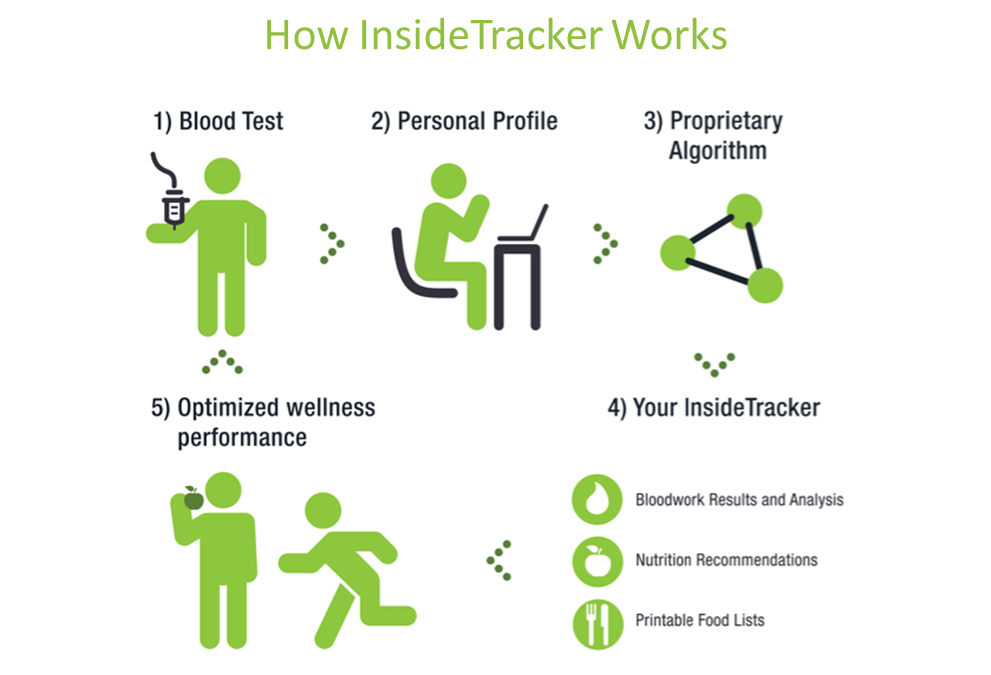 How InsideTracker Works
1) Blood Test
2) Personal Profile
3) Proprietary
Algorithm
4) Your InsideTracker
Bloodwork Results and Analysis
Nutrition Recommendations
Printable Food Lists
5) Optimized wellness
performance